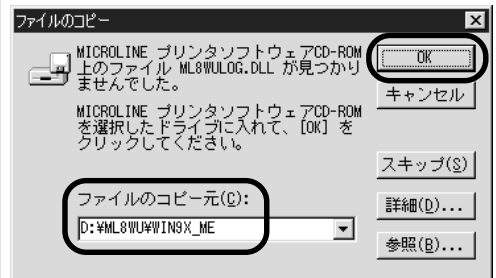 ファイルのコピー
MICROLINE プリンタソフトウェアCD-ROM
上のファイル ML8WULOG.DLL が見つかり
ませんでした。
MICROLINE プリンタソフトウェアCD-ROM
を選択したドライブに入れて、[OK] を
クリックしてください。
OK
キャンセル
スキップ(S)
ファイルのコピー元(C):
詳細(D)...
D:¥ML8WU¥WIN9X_ME
参照(B)...